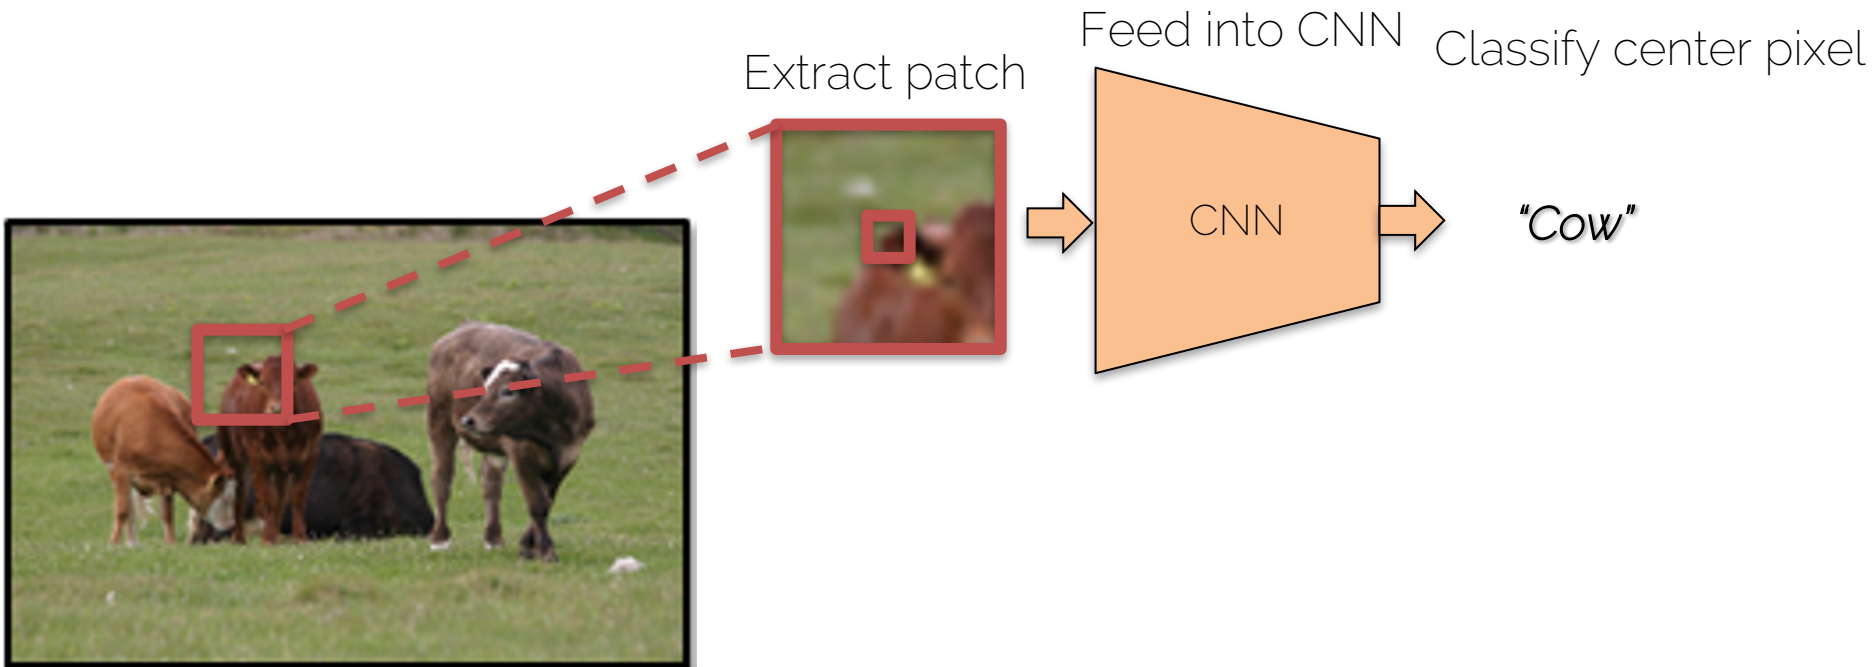 Extract patch
Feed into CNN
Classify center pixel
CNN
“Cow”